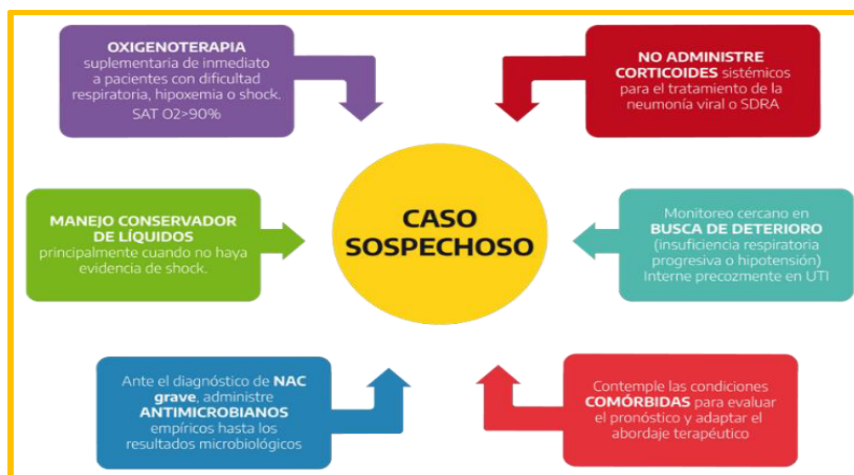 OXIGENOTERAPIA
suplementaria de inmediato
a pacientes con dificultad
respiratoria, hipoxemia o shock.
SAT O2>90%
NO ADMINISTRE
CORTICOIDES sistémicos
para el tratamiento de la
neumonía viral o SDRA
MANEJO CONSERVADOR
DE LÍQUIDOS
principalmente cuando no haya
evidencia de shock.
CASO
SOSPECHOSO
Monitoreo cercano en
BUSCA DE DETERIORO
(insuficiencia respiratoria
progresiva o hipotensión)
Interne precozmente en UTI
Ante el diagnóstico de NAC
grave, administre
ANTIMICROBIANOS
empíricos hasta los
resultados microbiológicos
Contemple las condiciones
COMÓRBIDAS para evaluar
el pronóstico y adaptar el
abordaje terapéutico